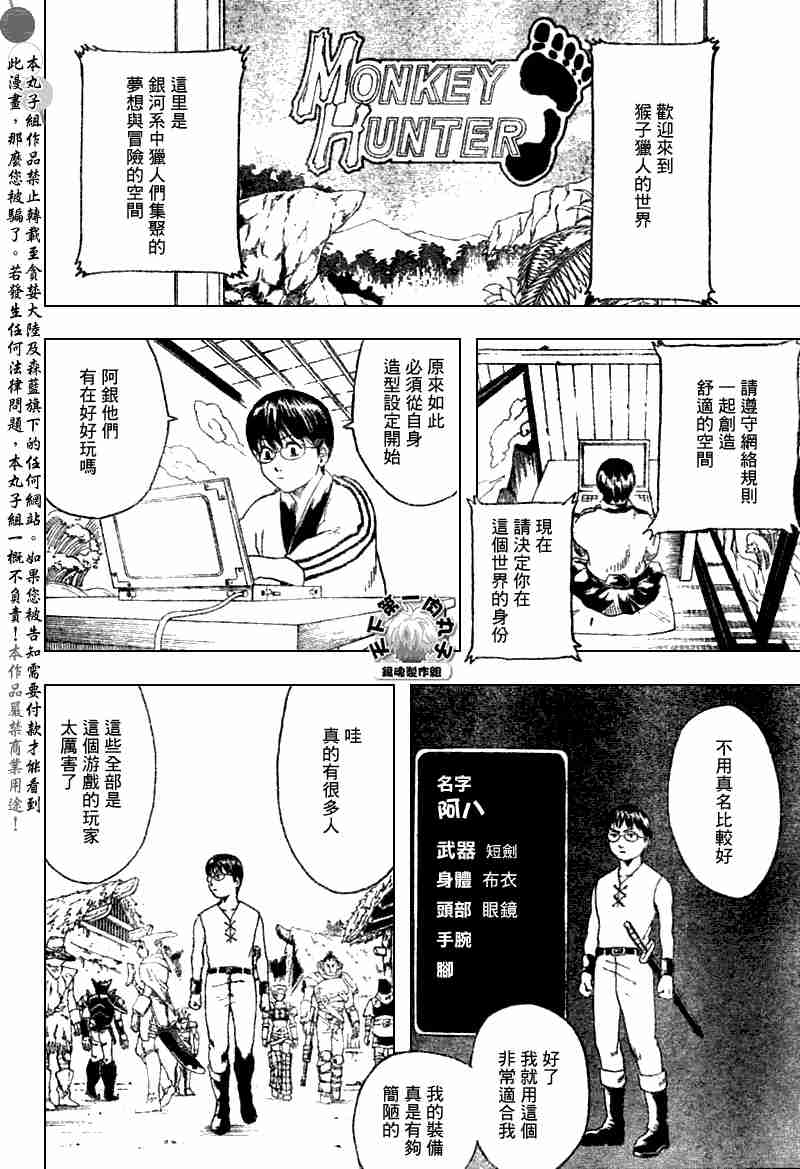 MONKEY
HUNTER
歡迎來到
猴子獵人的世界
這里是
銀河系中獵人們集聚的
夢想與冒險的空間
請遵守網絡規則
一起創造
舒適的空間
現在
請決定你在
這個世界的身份
原來如此
必須從自身
造型設定開始
阿銀他們
有在好好玩嗎
不用真名比較好
名字
阿八
武器 短劍
身體 布衣
頭部 眼鏡
手腕
腳
好了
我就用這個
非常適合我
我的裝備
真是有夠
簡陋的
哇
真的有很多人
這些全部是
這個游戲的玩家
太厲害了
本丸子組作品禁止轉載至貪婪大陸及森藍旗下的任何網站。如果您被告知需要付款才能看到
此漫畫，那麼您被騙了。若發生任何法律問題，本丸子組一概不負責！本作品嚴禁商業用途！
銀魂製作組